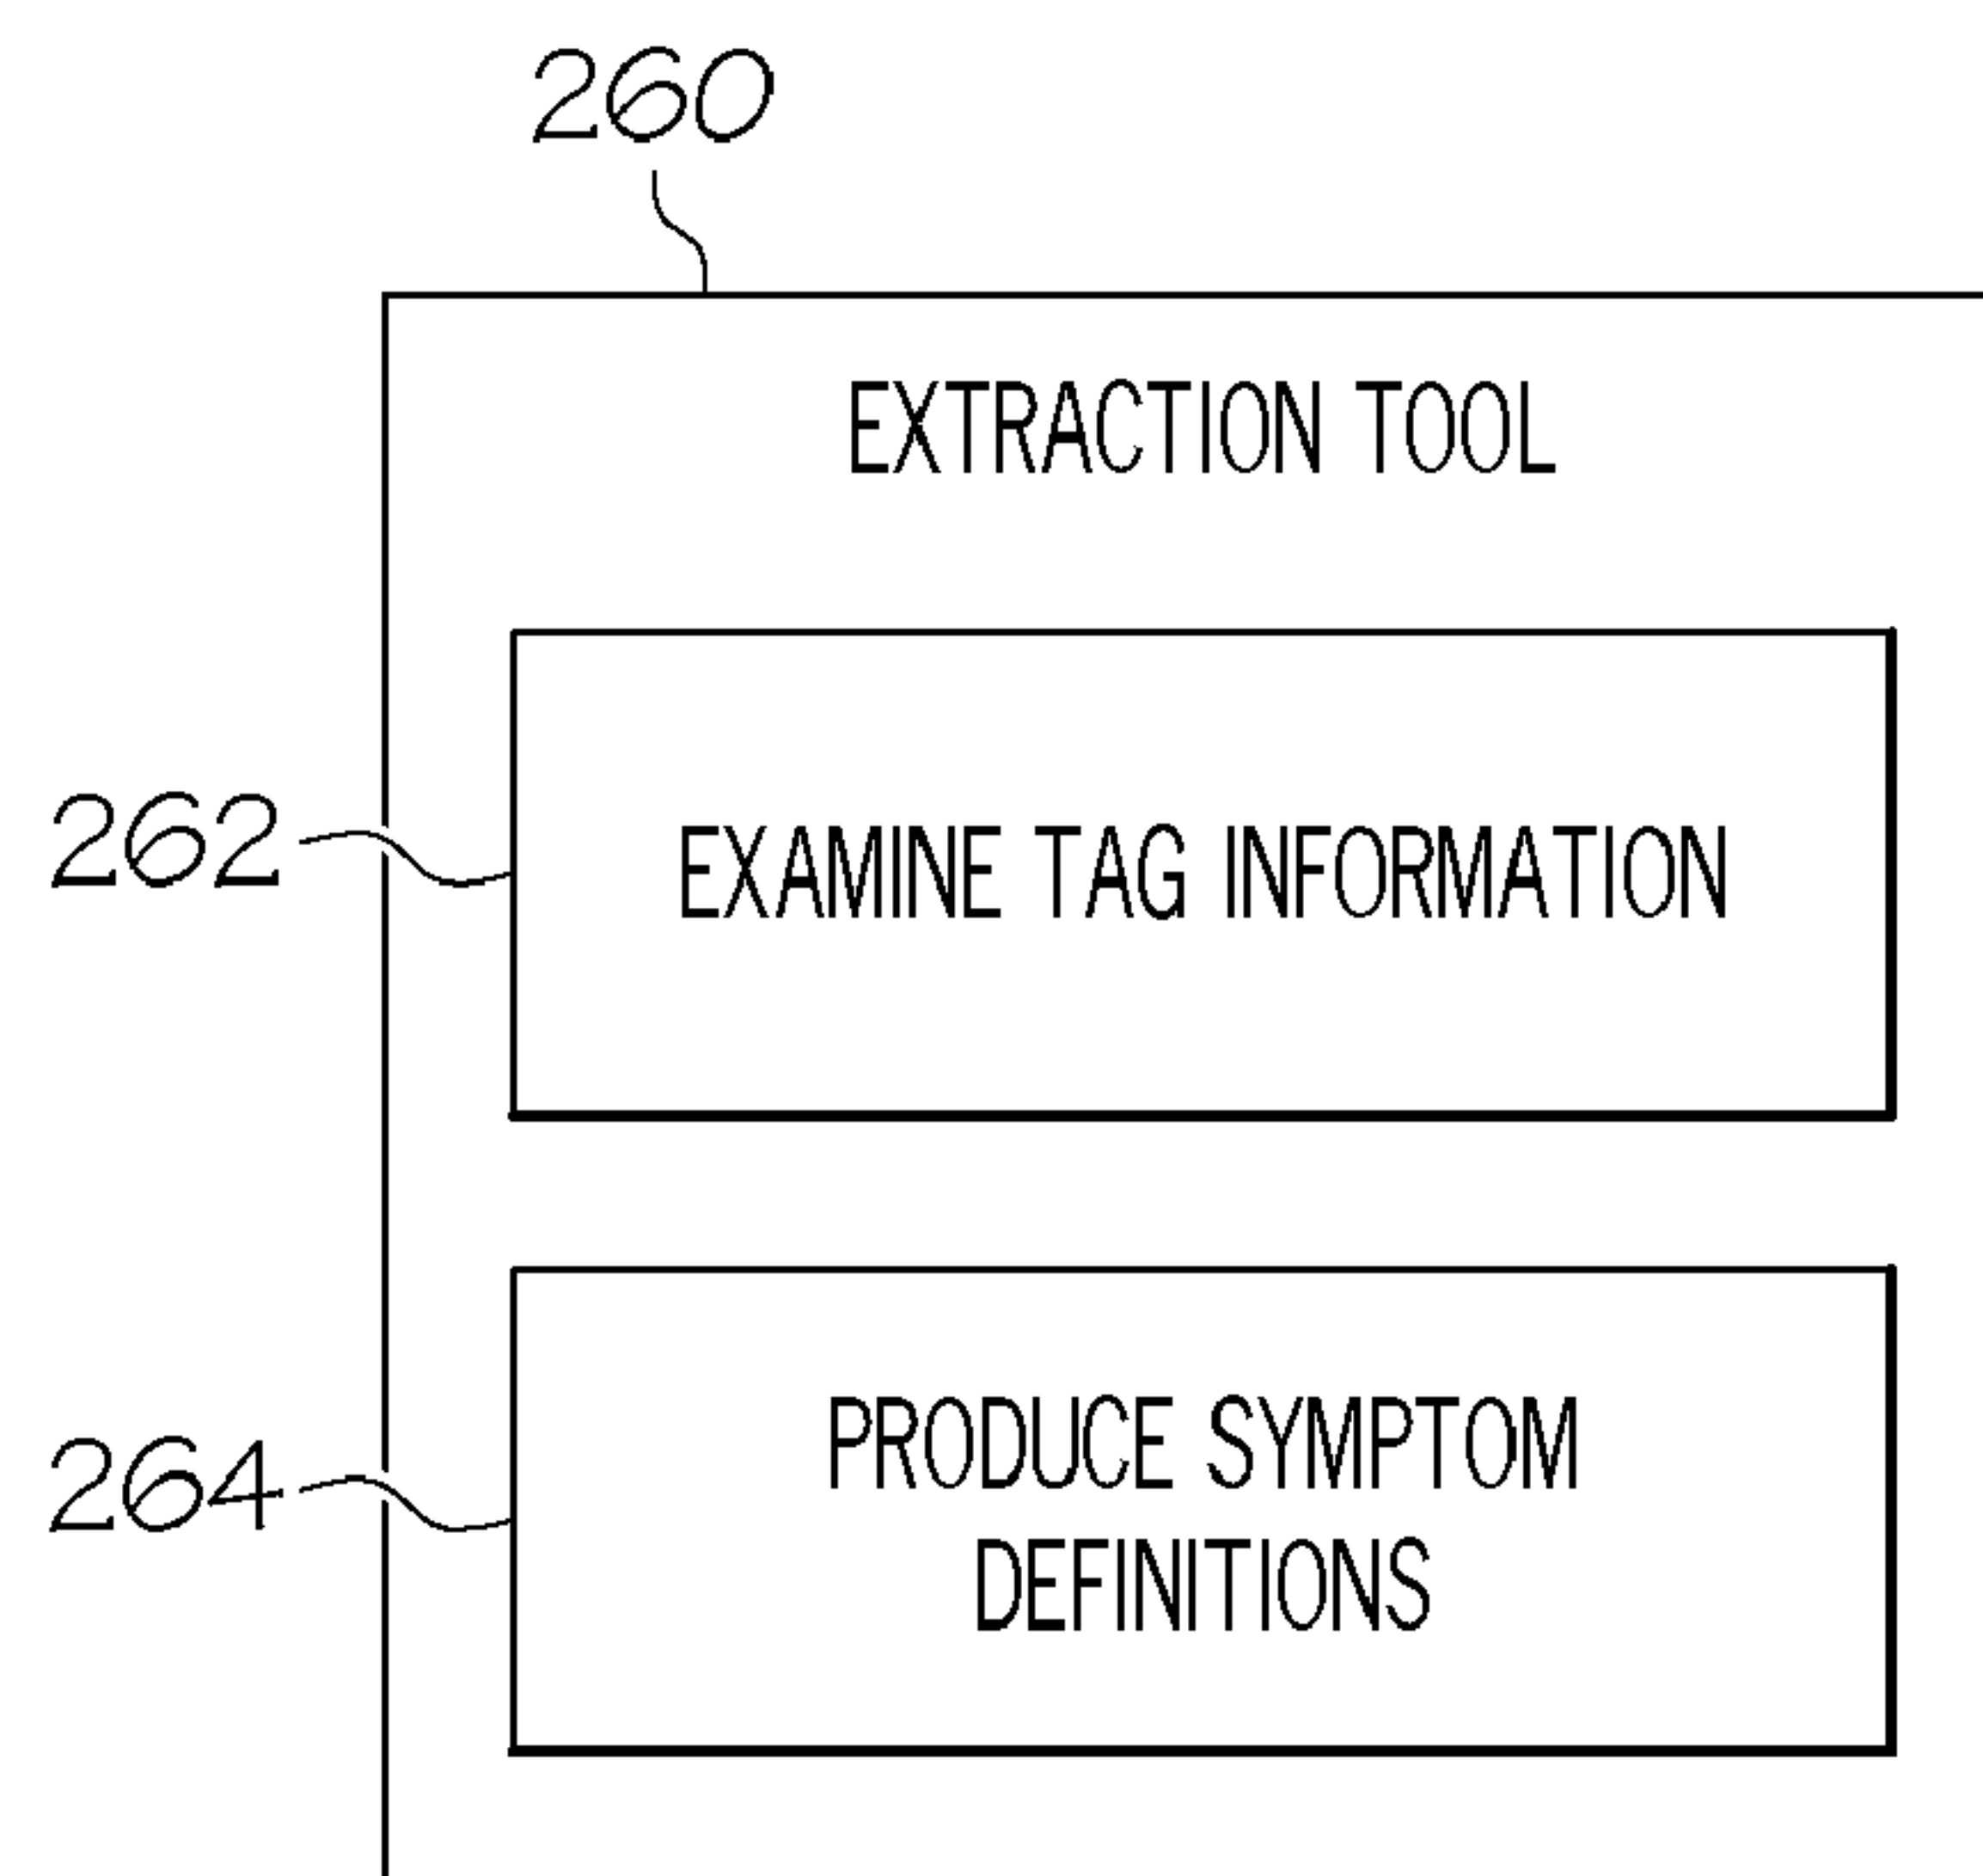 260
EXTRACTION TOOL
262
EXAMINE TAG INFORMATION
264
PRODUCE SYMPTOM
DEFINITIONS